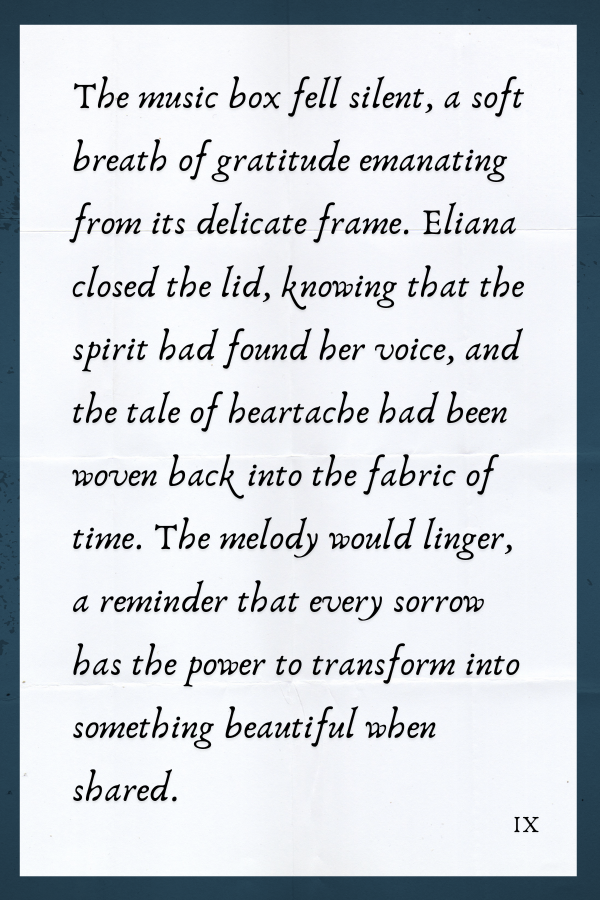 The music box fell silent, a soft
breath of gratitude emanating
from its delicate frame. Eliana
closed the lid, knowing that the
spirit had found her voice, and
the tale of heartache had been
woven back into the fabric of
time. The melody would linger,
a reminder that every sorrow
has the power to transform into
something beautiful when
shared.
IX